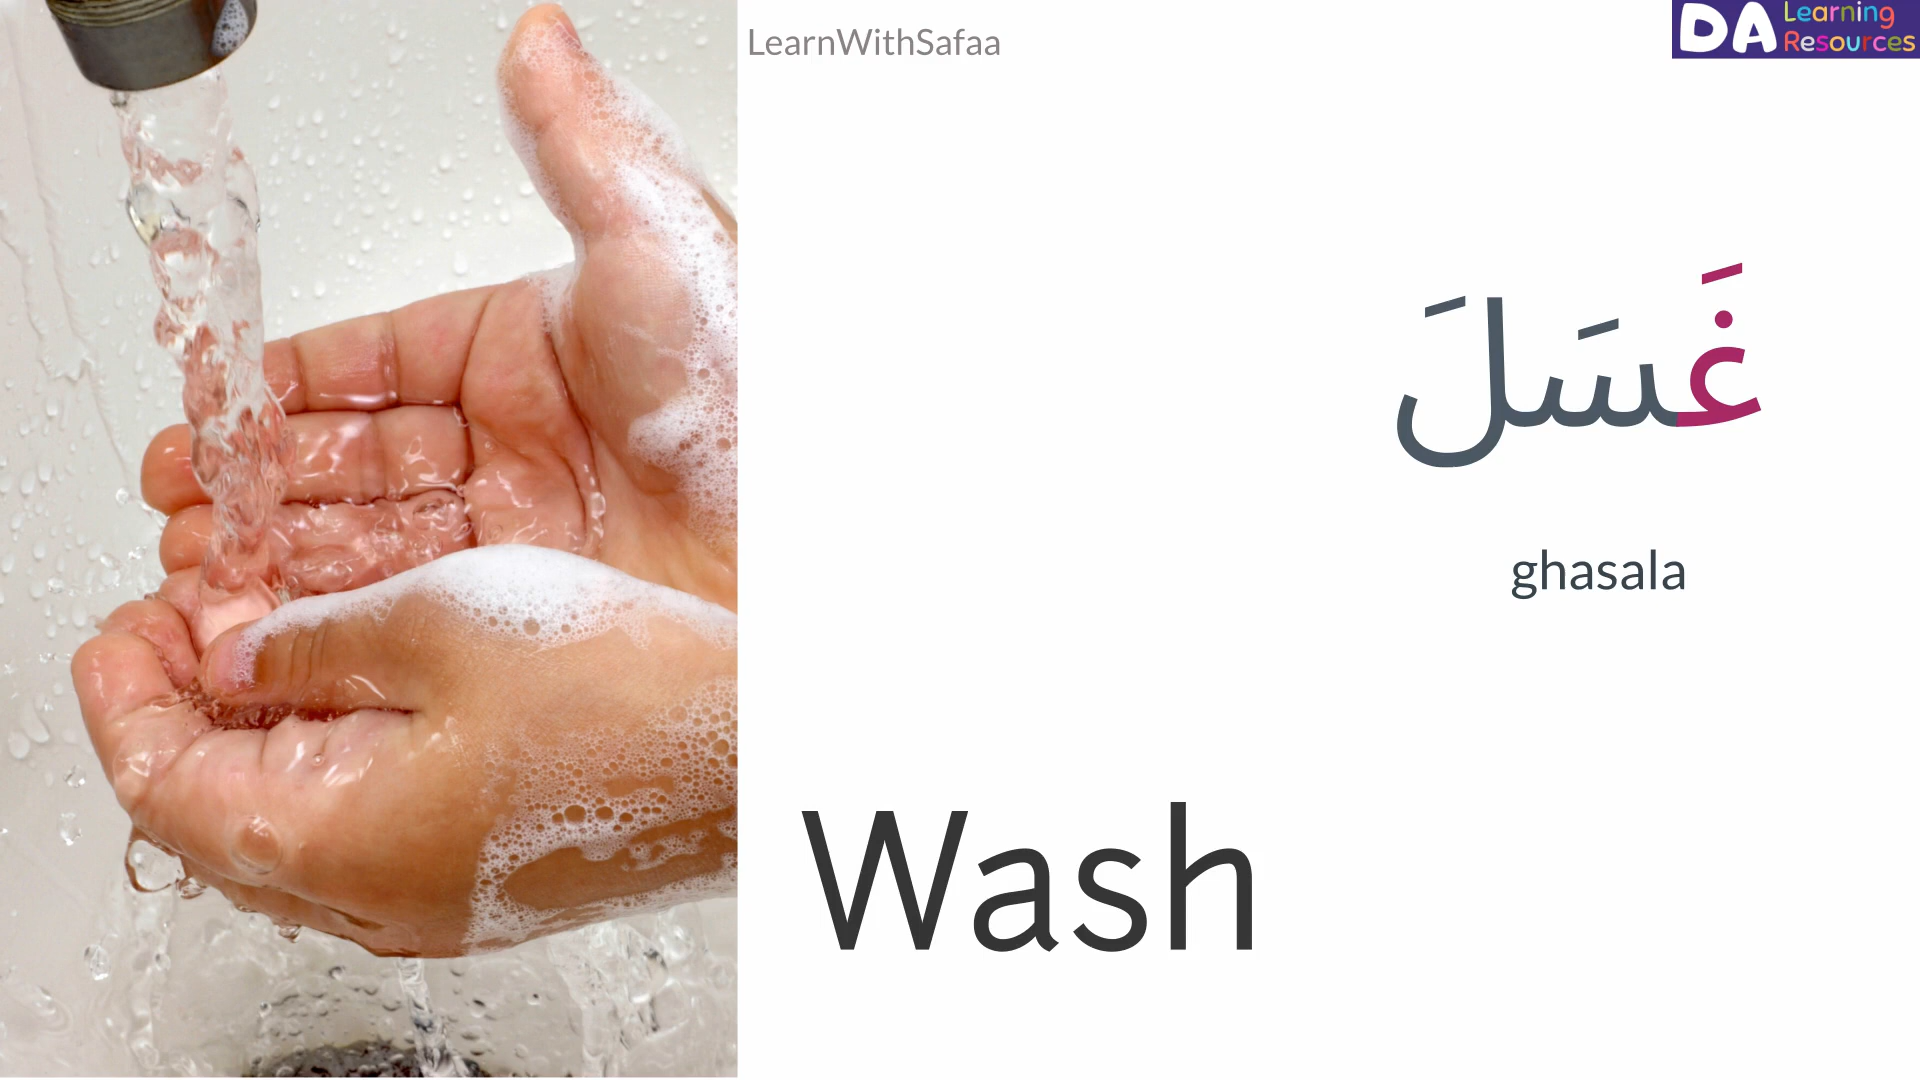 LearnWithSafaa
DA Learning
Resources
غَسَلَ
ghasala
Wash